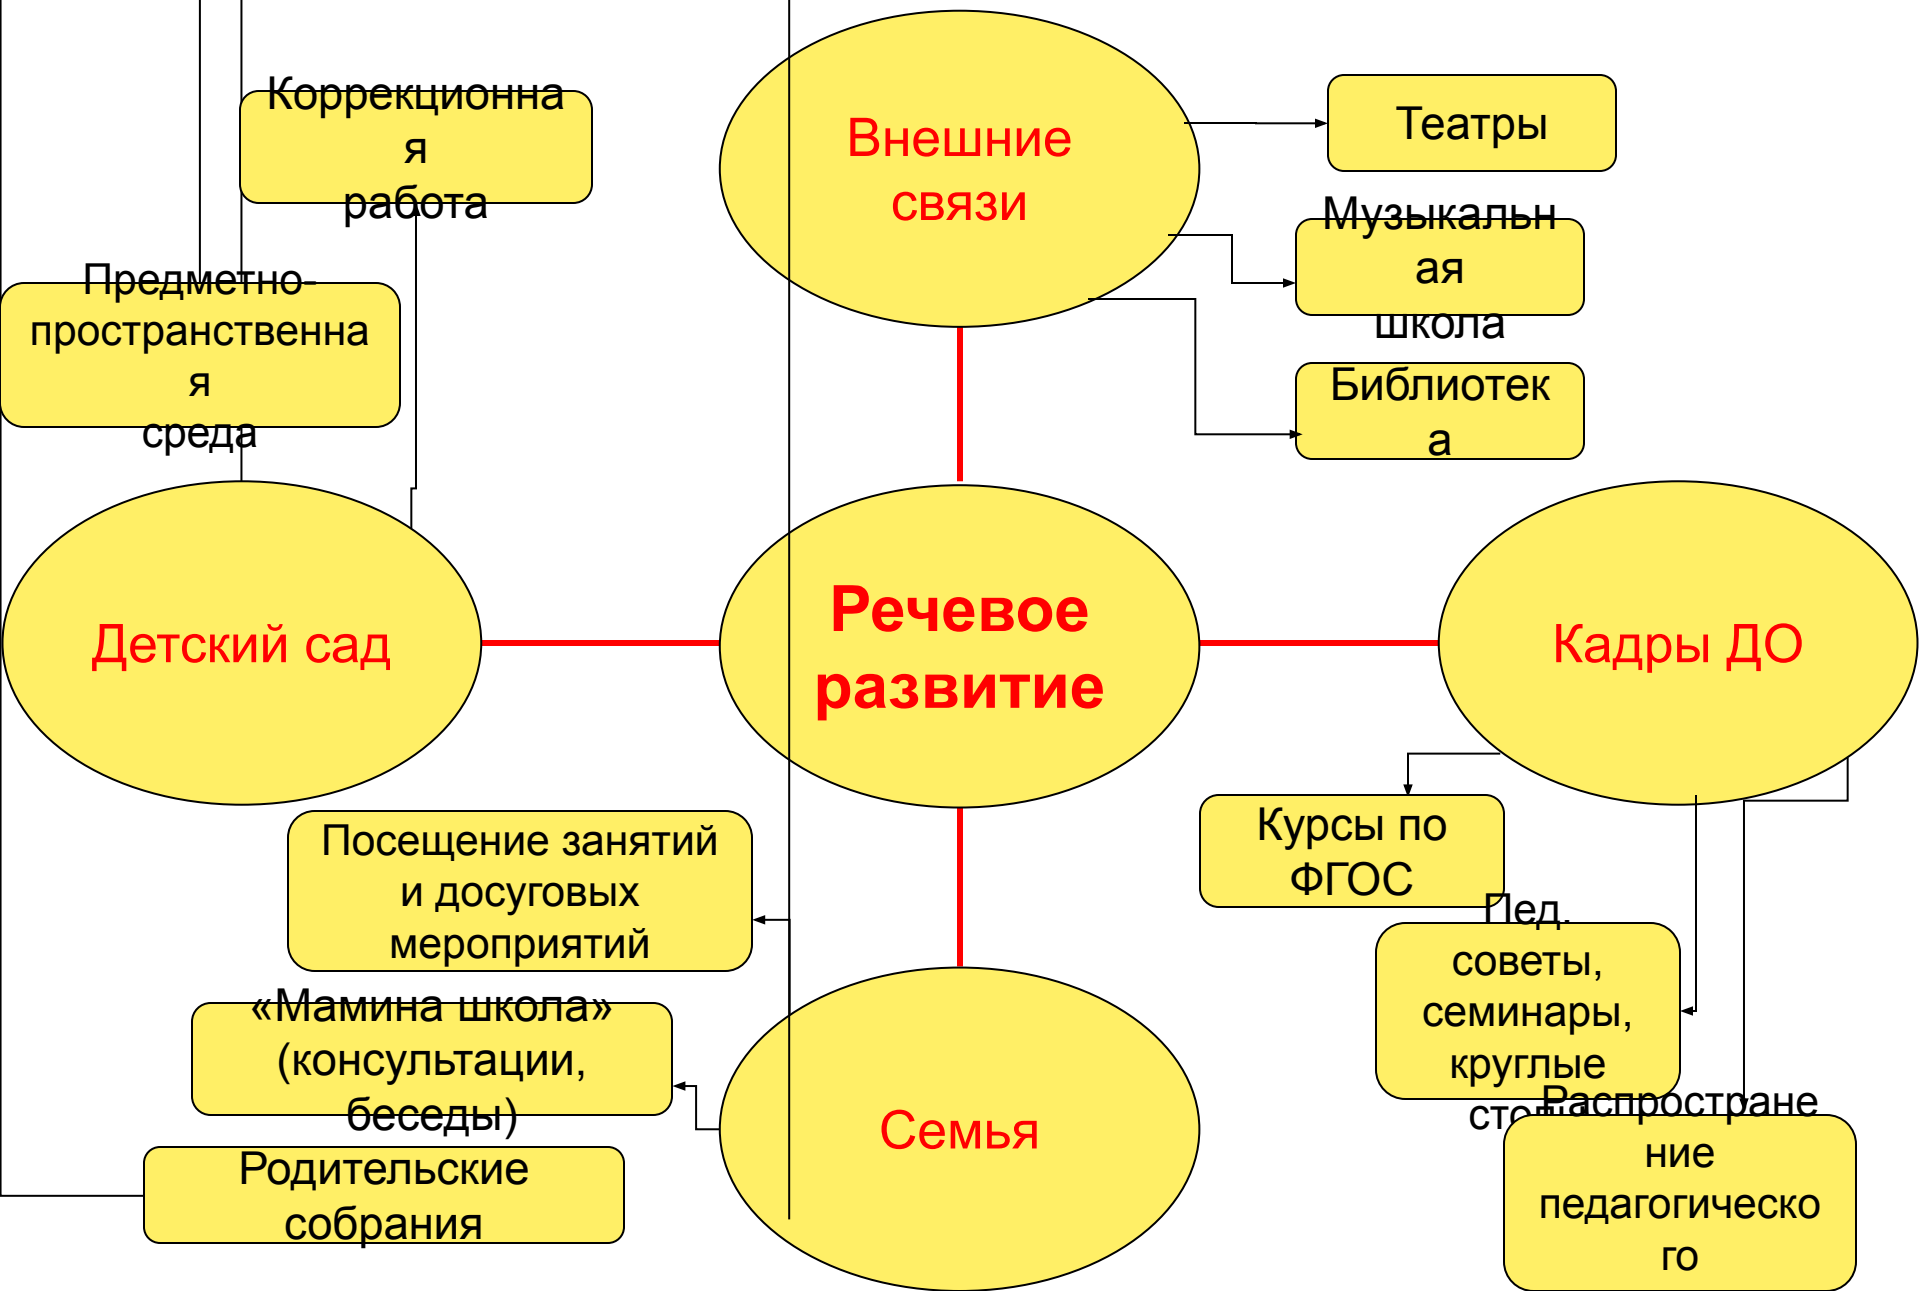 Коррекционна
я
работа
Внешние
связи
Театры
Музыкальн
ая
школа
Предметно-
пространственна
я
среда
Библиотек
а
Детский сад
Речевое
развитие
Кадры ДО
Посещение занятий
и досуговых
мероприятий
Курсы по
ФГОС
Пед.
советы,
семинары,
круглые
«Мамина школа»
(консультации,
беседы)
Семья
Распростране
ние
педагогическо
го
Родительские
собрания